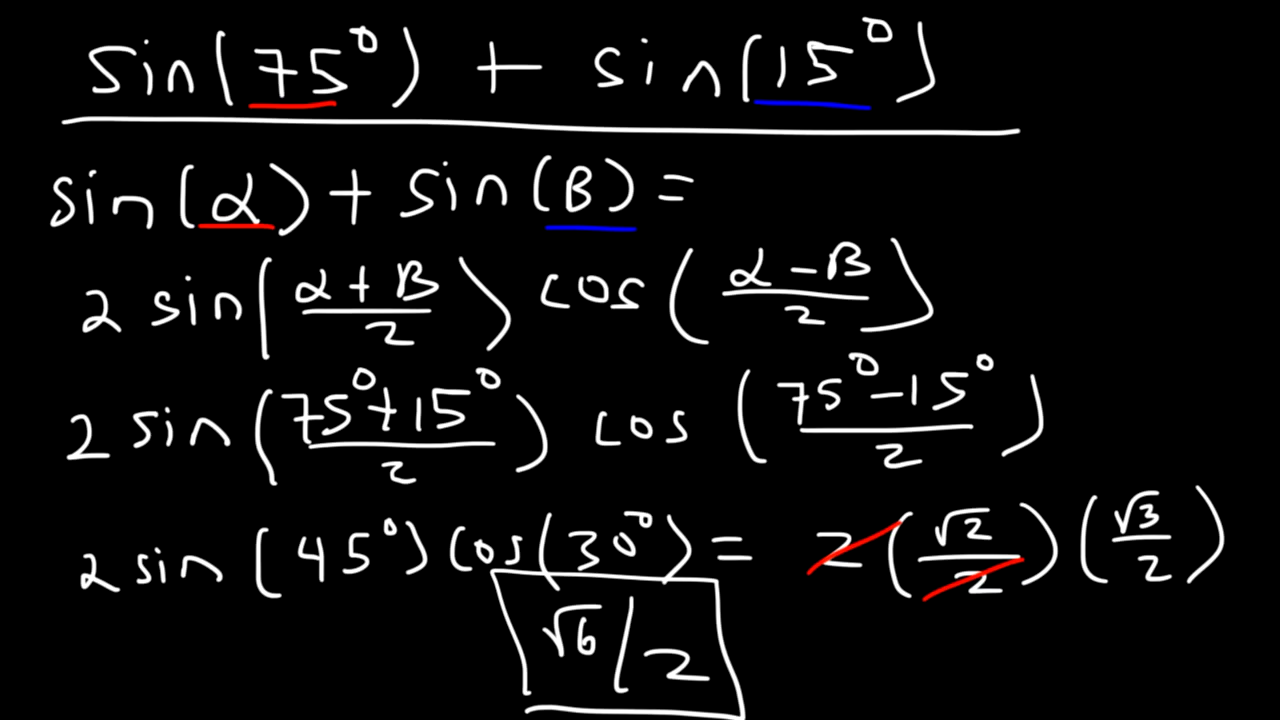 sin(75°) + sin(15°)
sin(α) + sin(β) =
2 sin(α + β / 2) cos(α - β / 2)
2 sin(75° + 15° / 2) cos(75° - 15° / 2)
2 sin(45°) cos(30°) = 2(√2 / 2)(√3 / 2)
√6 / 2